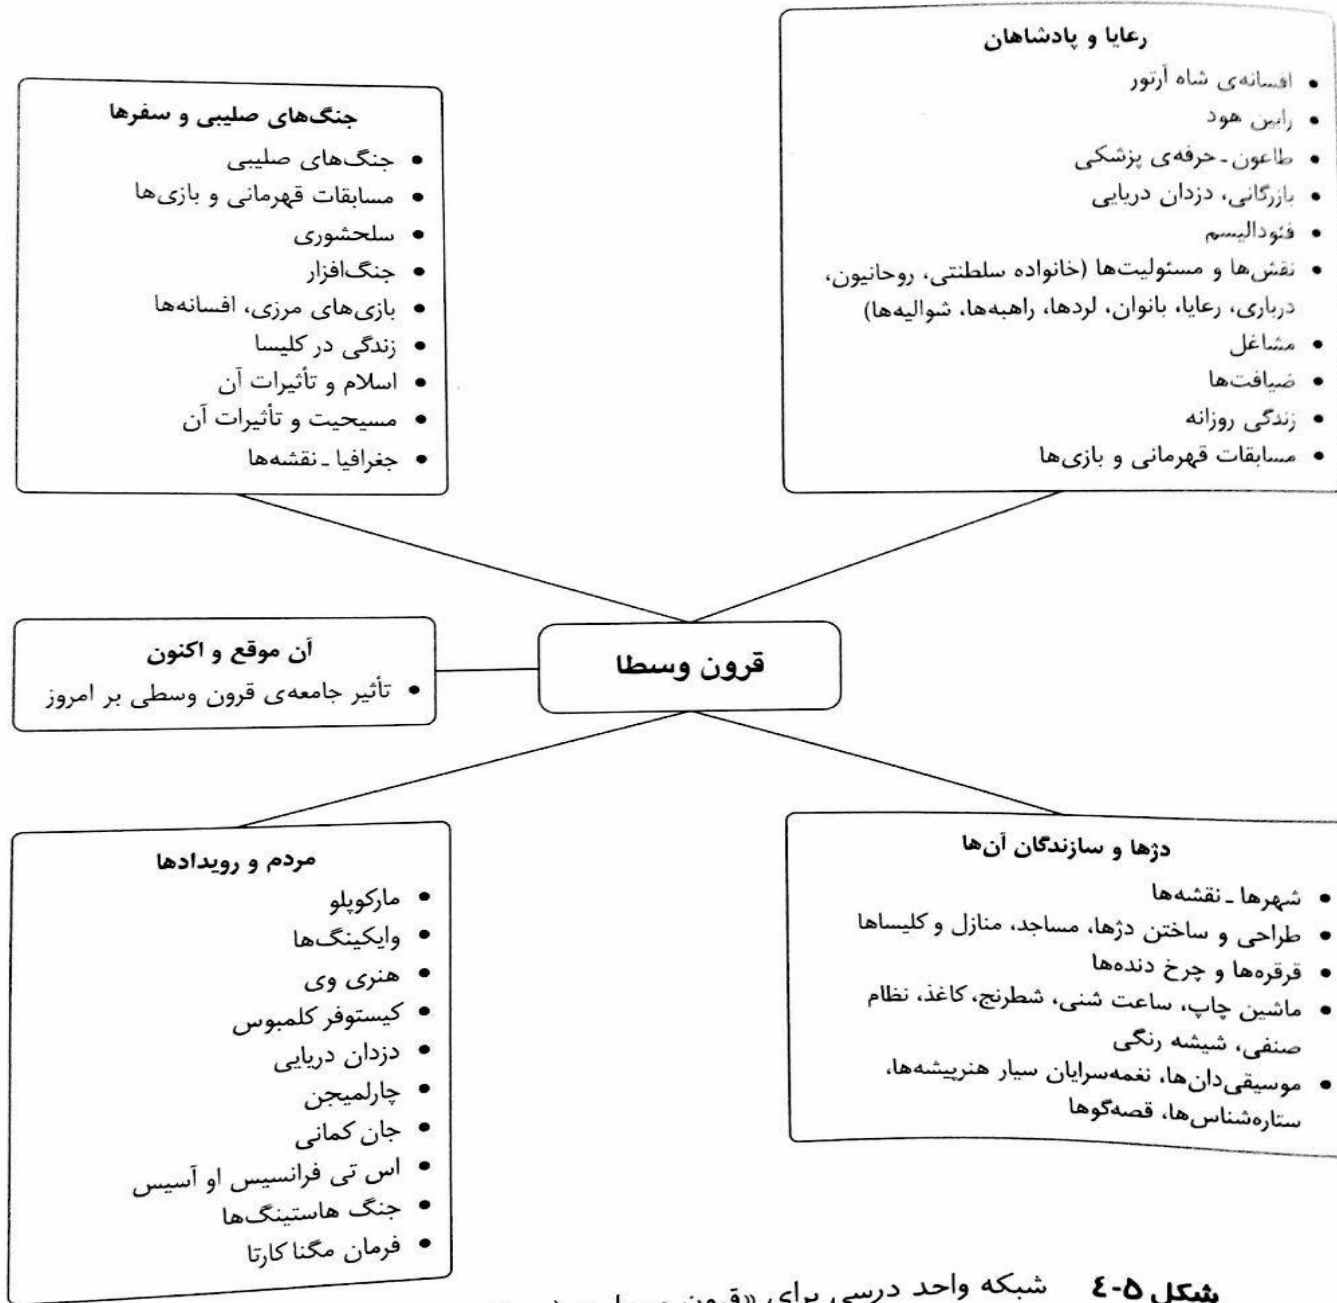 رعایا و پادشاهان
• افسانه‌ی شاه آرتور
• رابین هود
• طاعون ـ حرفه‌ی پزشکی
• بازرگانی، دزدان دریایی
• فئودالیسم
• نقش‌ها و مسئولیت‌ها (خانواده سلطنتی، روحانیون،
درباری، رعایا، بانوان، لردها، راهبه‌ها، شوالیه‌ها)
• مشاغل
• ضیافت‌ها
• زندگی روزانه
• مسابقات قهرمانی و بازی‌ها
جنگ‌های صلیبی و سفرها
• جنگ‌های صلیبی
• مسابقات قهرمانی و بازی‌ها
• سلحشوری
• جنگ‌افزار
• بازی‌های مرزی، افسانه‌ها
• زندگی در کلیسا
• اسلام و تأثیرات آن
• مسیحیت و تأثیرات آن
• جغرافیا ـ نقشه‌ها
قرون وسطا
آن موقع و اکنون
• تأثیر جامعه‌ی قرون وسطی بر امروز
دژها و سازندگان آن‌ها
• شهرها ـ نقشه‌ها
• طراحی و ساختن دژها، مساجد، منازل و کلیساها
• قرقره‌ها و چرخ دنده‌ها
• ماشین چاپ، ساعت شنی، شطرنج، کاغذ، نظام
صنفی، شیشه رنگی
• موسیقی‌دان‌ها، نغمه‌سرایان سیار هنرپیشه‌ها،
ستاره‌شناس‌ها، قصه‌گوها
مردم و رویدادها
• مارکوپلو
• وایکینگ‌ها
• هنری وی
• کیستوفر کلمبوس
• دزدان دریایی
• چارلمیجن
• جان کمانی
• اس تی فرانسیس او آسیس
• جنگ هاستینگ‌ها
• فرمان مگنا کارتا
شکل ۵-۴ شبکه واحد درسی برای «قرون